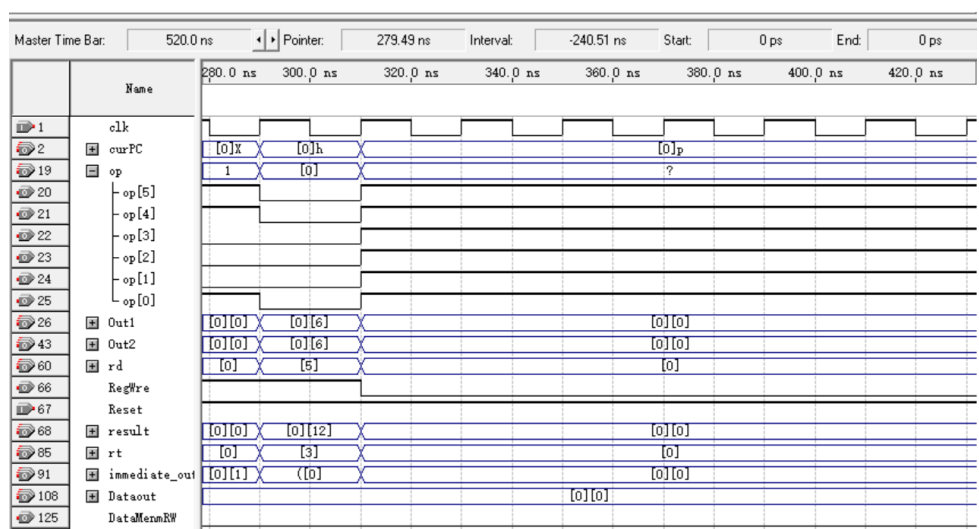 Master Time Bar: 520.0 ns Pointer: 279.49 ns Interval: -240.51 ns Start: 0 ps End: 0 ps
Name 280.0 ns 300.0 ns 320.0 ns 340.0 ns 360.0 ns 380.0 ns 400.0 ns 420.0 ns
1 clk
2 curPC [0]X [0]h [0]p
19 op 1 [0] ?
20 op[5]
21 op[4]
22 op[3]
23 op[2]
24 op[1]
25 op[0]
26 Out1 [0][0] [0][6] [0][0]
43 Out2 [0][0] [0][6] [0][0]
60 rd [0] [5] [0]
66 RegWre
67 Reset
68 result [0][0] [0][12] [0][0]
85 rt [0] [3] [0]
91 immediate_out [0][1] ([0] [0][0]
108 Dataout [0][0]
125 DataMenmRW